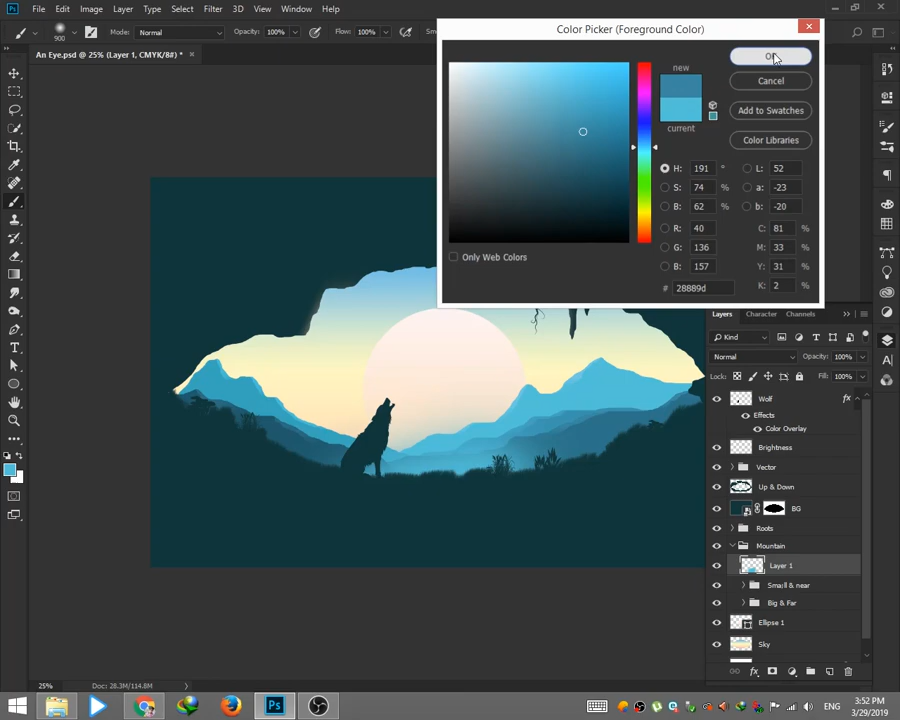 Ps File Edit Image Layer Type Select Filter 3D View Window Help
900 Mode: Normal Opacity: 100% Flow: 100% Smoothing:
An Eye.psd @ 25% (Layer 1, CMYK/8#) * ×
Color Picker (Foreground Color)
new
current
OK
Cancel
Add to Swatches
Color Libraries
H: 191 ° L: 52
S: 74 % a: -23
B: 62 % b: -20
R: 40 C: 81 %
G: 136 M: 33 %
B: 157 Y: 31 %
# 28889d K: 2 %
Only Web Colors
Layers Character Channels
Kind
Normal Opacity: 100%
Lock: Fill: 100%
Wolf fx
Effects
Color Overlay
Brightness
Vector
Up & Down
BG
Roots
Mountain
Layer 1
Small & near
Big & Far
Ellipse 1
Sky
25% Doc: 28.3M/114.8M
ENG 3:52 PM
3/29/2019